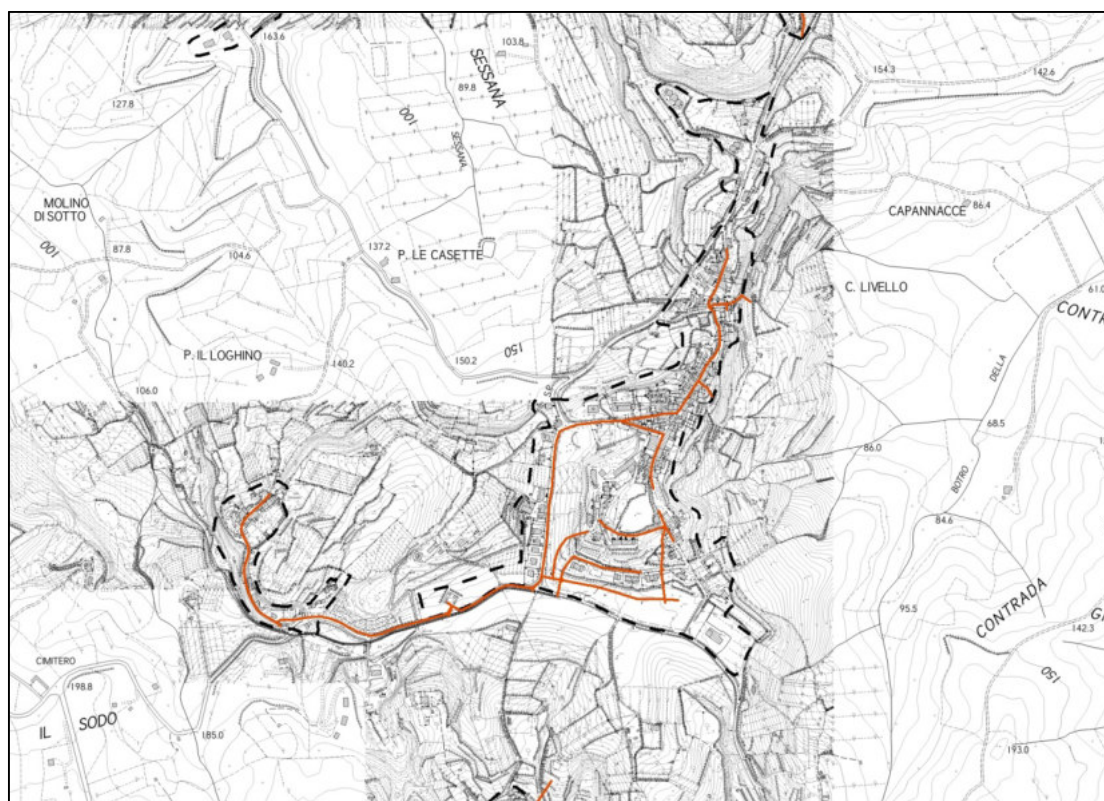 163.6
103.8
SESSANA
154.3
142.6
127.8
89.8
100
SESSANA
MOLINO
DI SOTTO
CAPANNACCE
86.4
100
87.8
104.6
137.2
P. LE CASETTE
C. LIVELLO
61.0
CONTR
150
P. IL LOGHINO
140.2
150.2
DELLA
106.0
S.P.
68.5
86.0
BOTRO
84.6
CONTRADA
95.5
G
142.3
CIMITERO
150
198.8
IL SODO
185.0
193.0